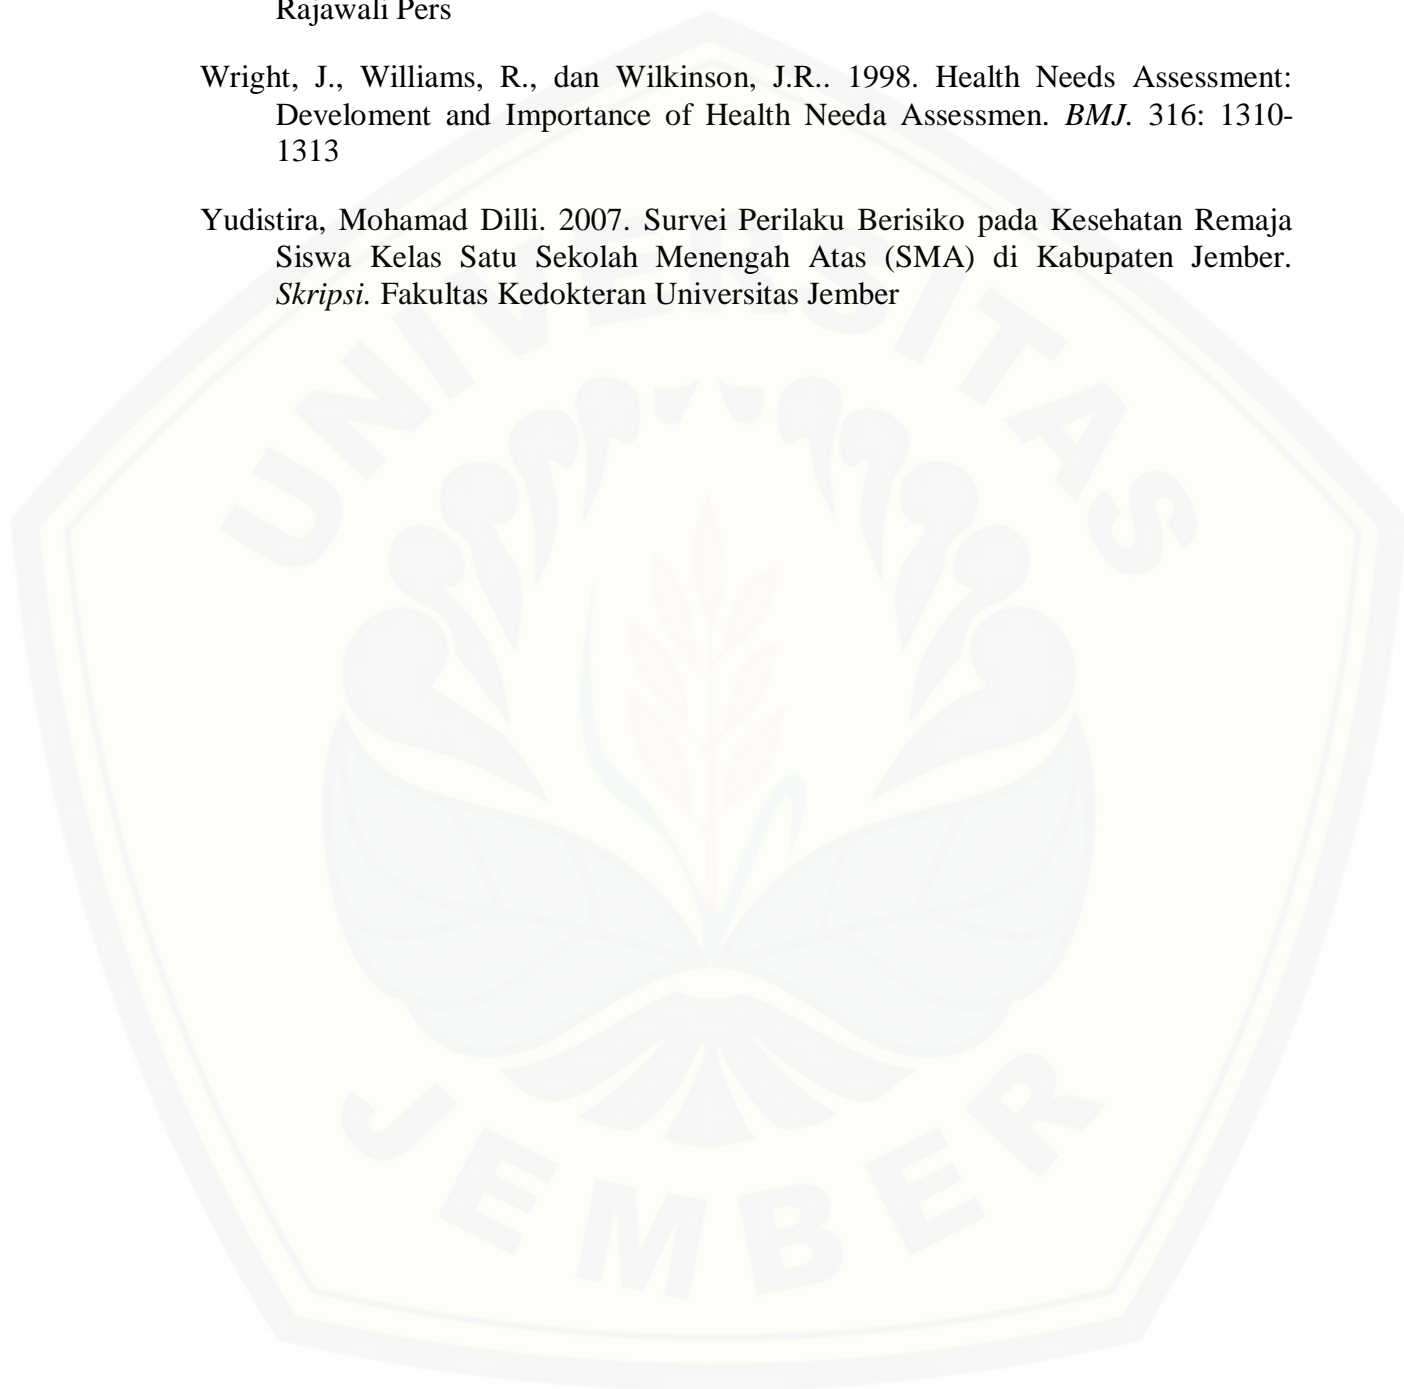 Rajawali Pers
Wright, J., Williams, R., dan Wilkinson, J.R.. 1998. Health Needs Assessment:
Develoment and Importance of Health Needa Assessmen. BMJ. 316: 1310-
1313
Yudistira, Mohamad Dilli. 2007. Survei Perilaku Berisiko pada Kesehatan Remaja
Siswa Kelas Satu Sekolah Menengah Atas (SMA) di Kabupaten Jember.
Skripsi. Fakultas Kedokteran Universitas Jember
UNIVERSITAS
JEMBER